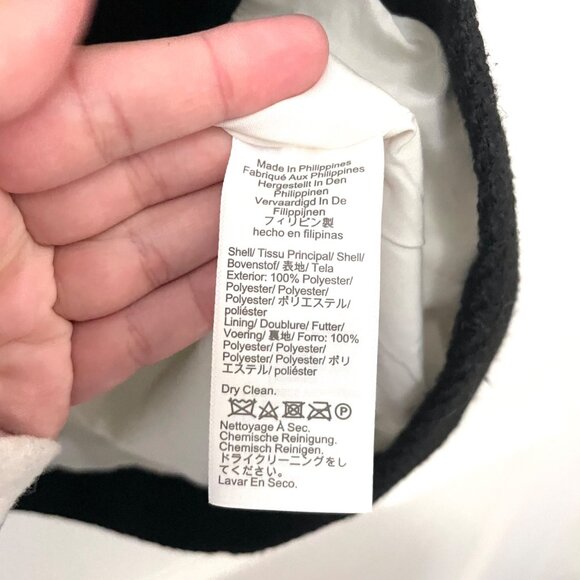 Made In Philippines
Fabriqué Aux Philippines
Hergestellt In Den
Philippinen
Vervaardigd In De
Filippijnen
フィリピン製
hecho en filipinas
Shell/ Tissu Principal/ Shell/
Bovenstof/ 表地/ Tela
Exterior: 100% Polyester/
Polyester/ Polyester/
Polyester/ ポリエステル/
poliéster
Lining/ Doublure/ Futter/
Voering/ 裏地/ Forro: 100%
Polyester/ Polyester/
Polyester/ Polyester/ ポリ
エステル/ poliéster
Dry Clean.
P
Nettoyage À Sec.
Chemische Reinigung.
Chemisch Reinigen.
ドライクリーニングをし
てください。
Lavar En Seco.